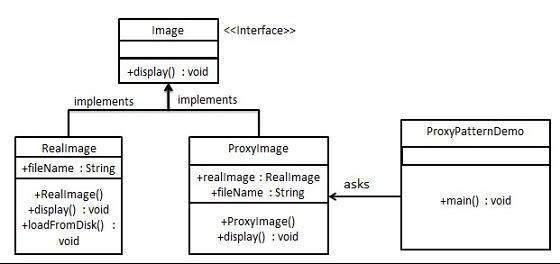 Image
<<Interface>>
+display() : void
implements
implements
RealImage
+fileName : String
+RealImage()
+display() : void
+loadFromDisk() :
void
ProxyImage
+realImage : RealImage
+fileName : String
+ProxyImage()
+display() : void
asks
ProxyPatternDemo
+main() : void